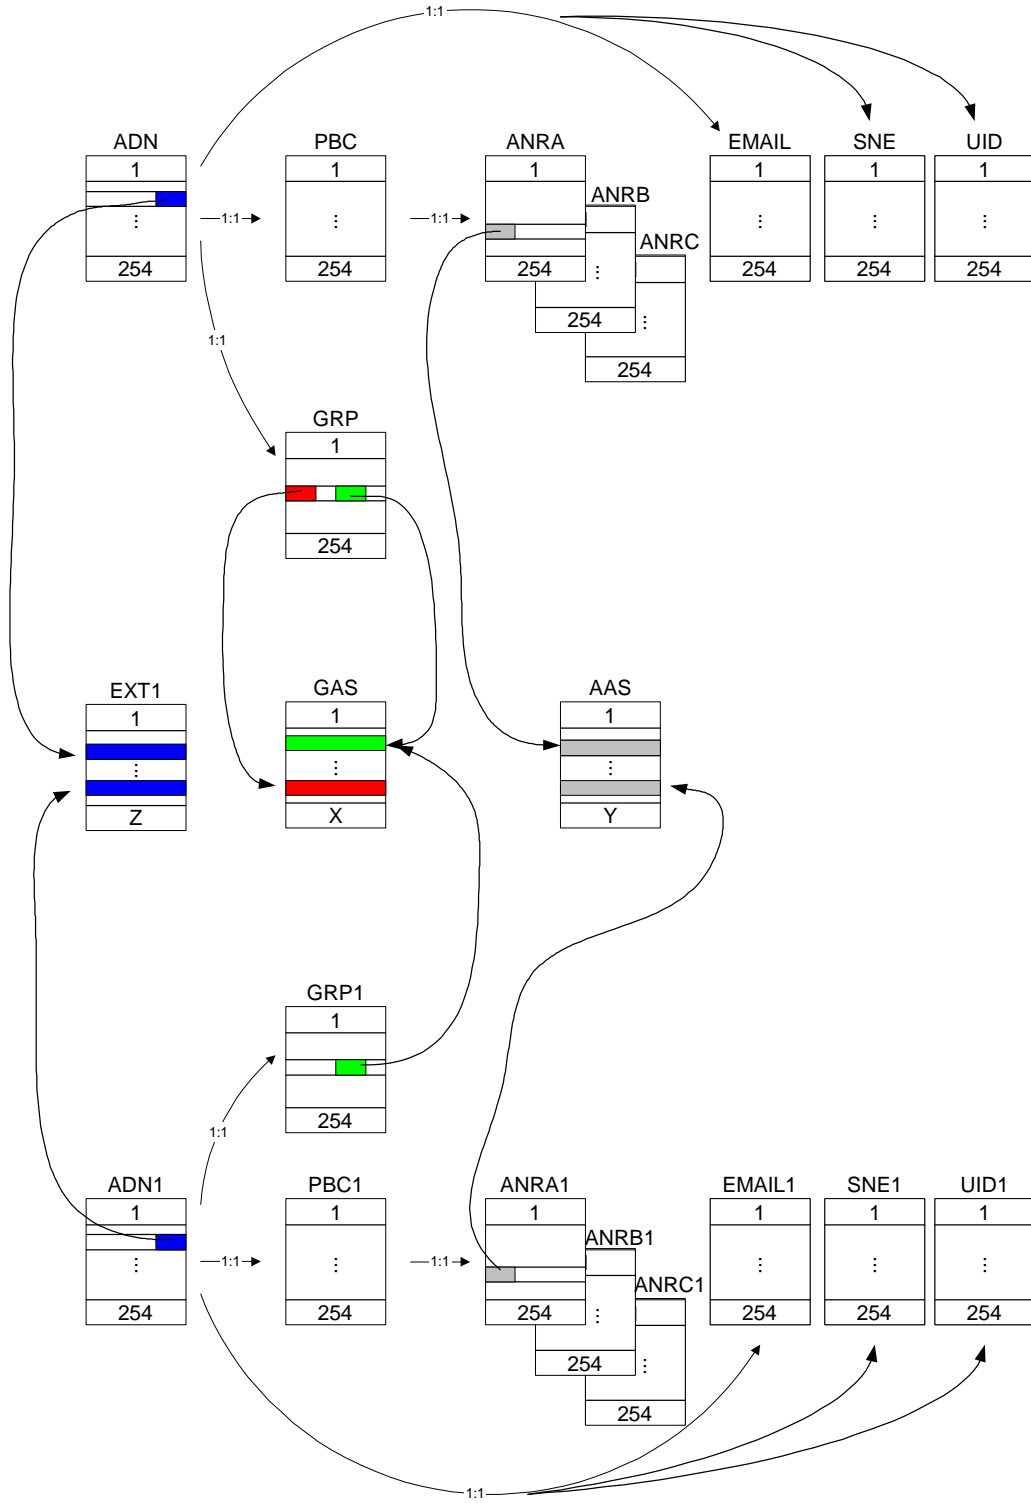 1:1
ADN PBC ANRA EMAIL SNE UID
1 1 1 1 1 1
ANRB
⋮ 1:1 ⋮ 1:1 ⋮ ⋮ ⋮
ANRC
254 254 254 ⋮ 254 254 254
254 ⋮
1:1
254
GRP
1
254
EXT1 GAS AAS
1 1 1
⋮ ⋮ ⋮
Z X Y
GRP1
1
254
1:1
ADN1 PBC1 ANRA1 EMAIL1 SNE1 UID1
1 1 1 1 1 1
ANRB1
⋮ 1:1 ⋮ 1:1 ⋮ ⋮ ⋮
ANRC1
254 254 254 ⋮ 254 254 254
254 ⋮
254
1:1